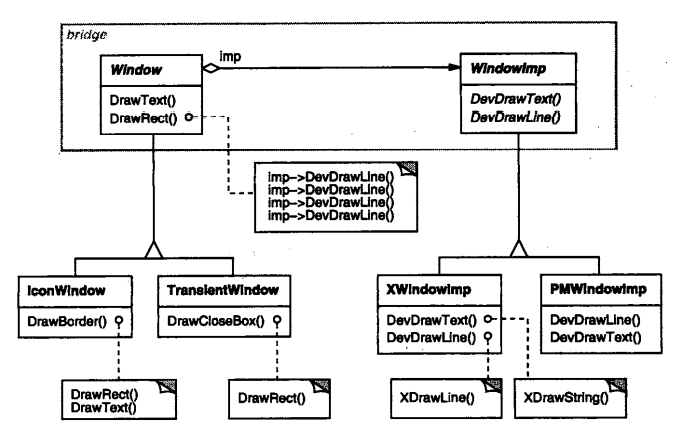 bridge
imp
Window
DrawText()
DrawRect()
WindowImp
DevDrawText()
DevDrawLine()
imp->DevDrawLine()
imp->DevDrawLine()
imp->DevDrawLine()
imp->DevDrawLine()
IconWindow
DrawBorder()
TransientWindow
DrawCloseBox()
XWindowImp
DevDrawText()
DevDrawLine()
PMWindowImp
DevDrawLine()
DevDrawText()
DrawRect()
DrawText()
DrawRect()
XDrawLine()
XDrawString()